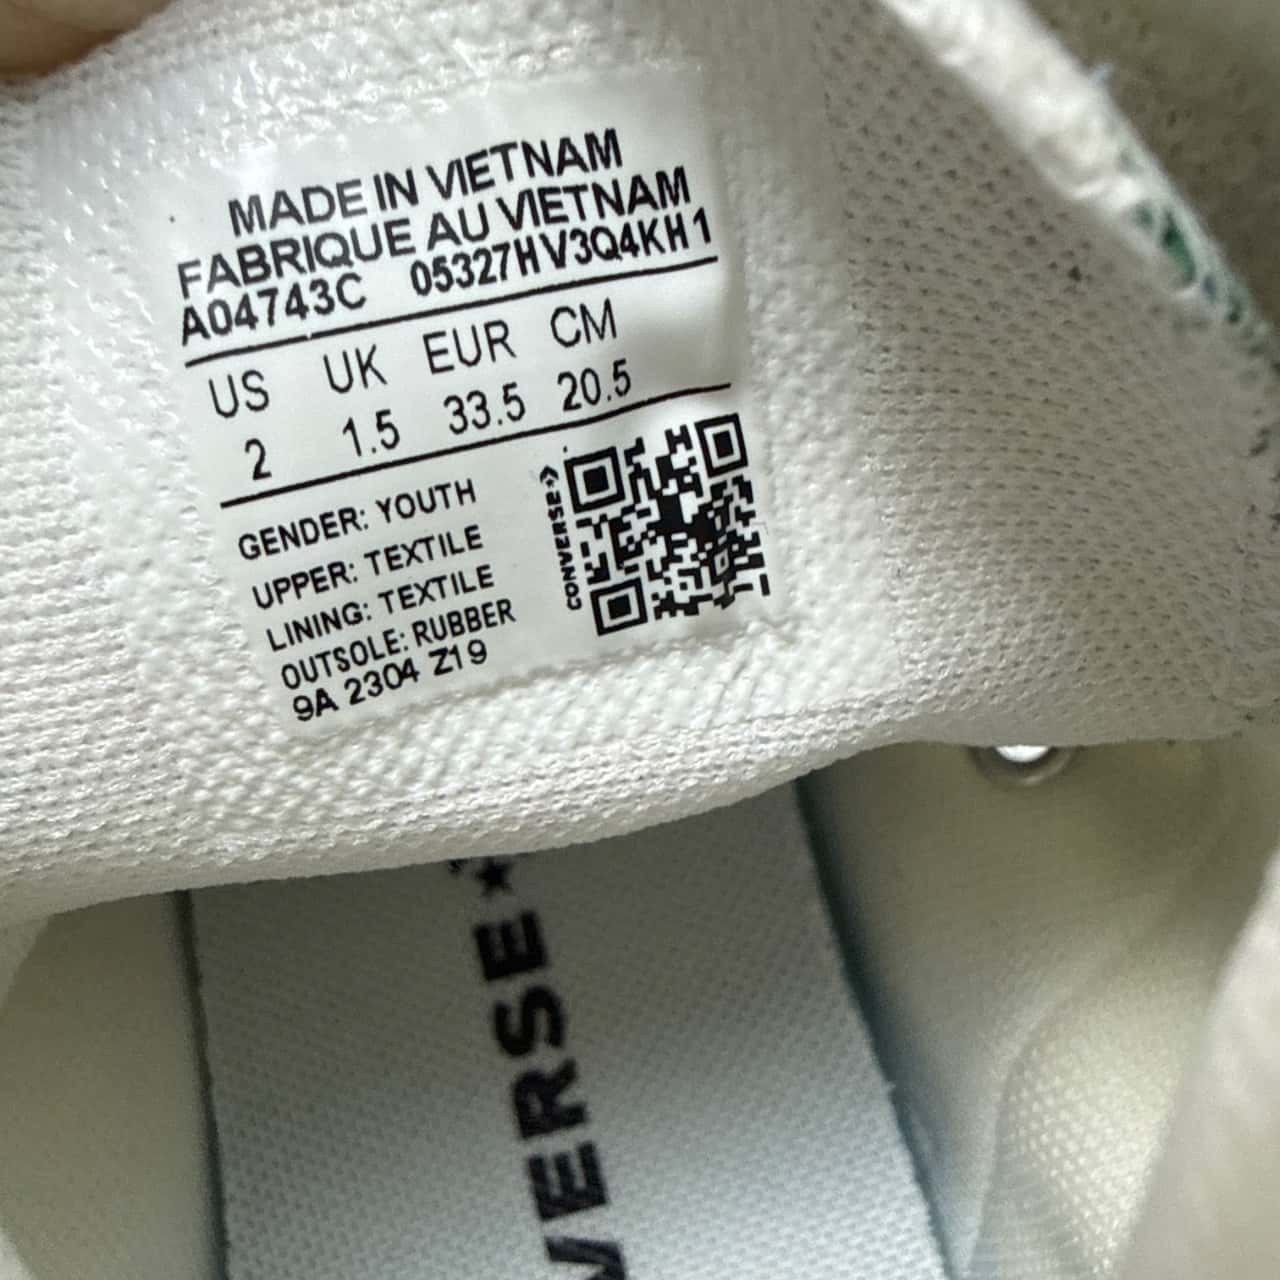 MADE IN VIETNAM
FABRIQUE AU VIETNAM
A04743C 05327HV3Q4KH1
US UK EUR CM
2 1.5 33.5 20.5
GENDER: YOUTH
UPPER: TEXTILE
LINING: TEXTILE
OUTSOLE: RUBBER
9A 2304 Z19
CONVERSE
VERSE